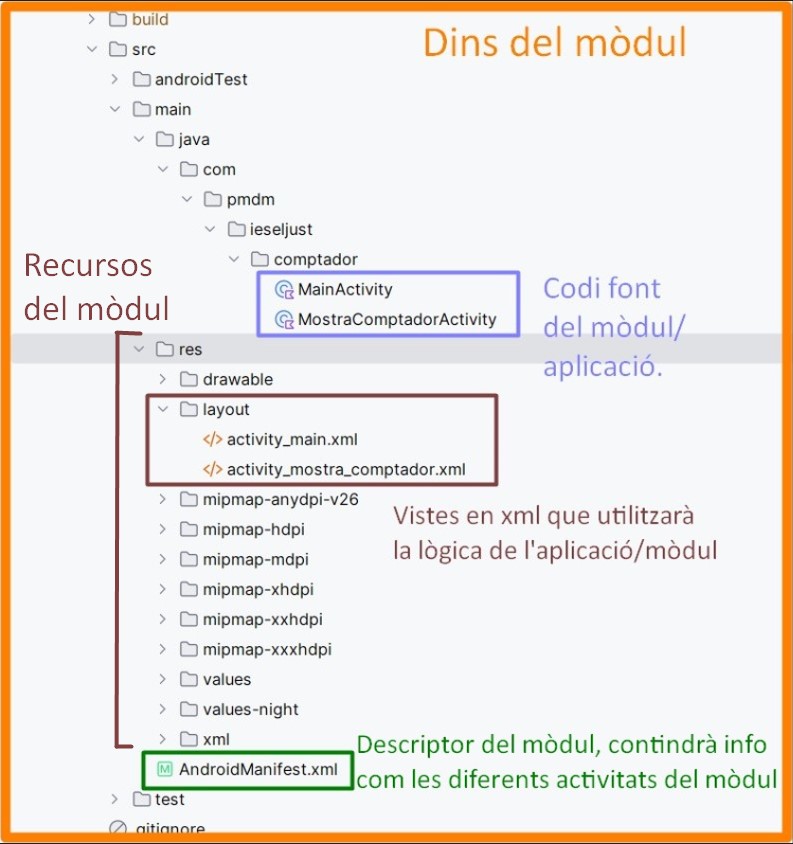 build
Dins del mòdul
src
androidTest
main
java
com
pmdm
ieseljust
comptador
Recursos
del mòdul
MainActivity
MostraComptadorActivity
Codi font
del mòdul/
aplicació.
res
drawable
layout
activity_main.xml
activity_mostra_comptador.xml
mipmap-anydpi-v26
mipmap-hdpi
mipmap-mdpi
mipmap-xhdpi
mipmap-xxhdpi
mipmap-xxxhdpi
Vistes en xml que utilitzarà
la lògica de l'aplicació/mòdul
values
values-night
xml
AndroidManifest.xml
Descriptor del mòdul, contindrà info
com les diferents activitats del mòdul
test
.gitignore